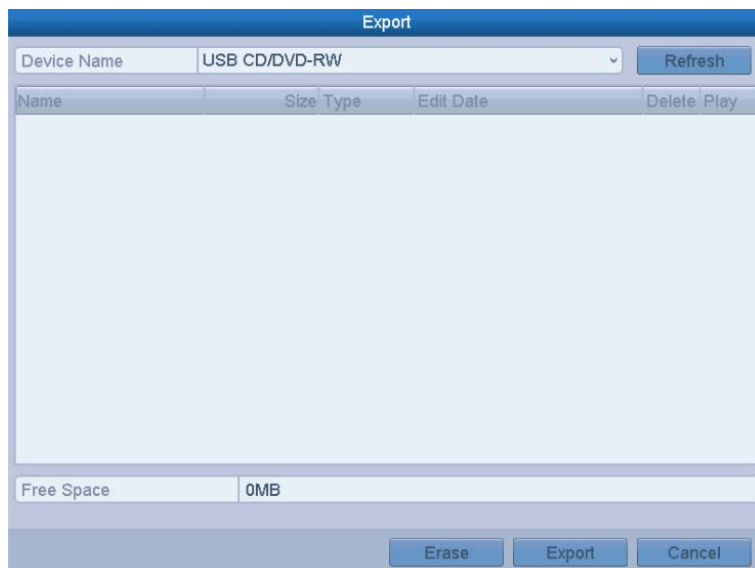 Export
Device Name USB CD/DVD-RW Refresh
Name Size Type Edit Date Delete Play
Free Space 0MB
Erase Export Cancel